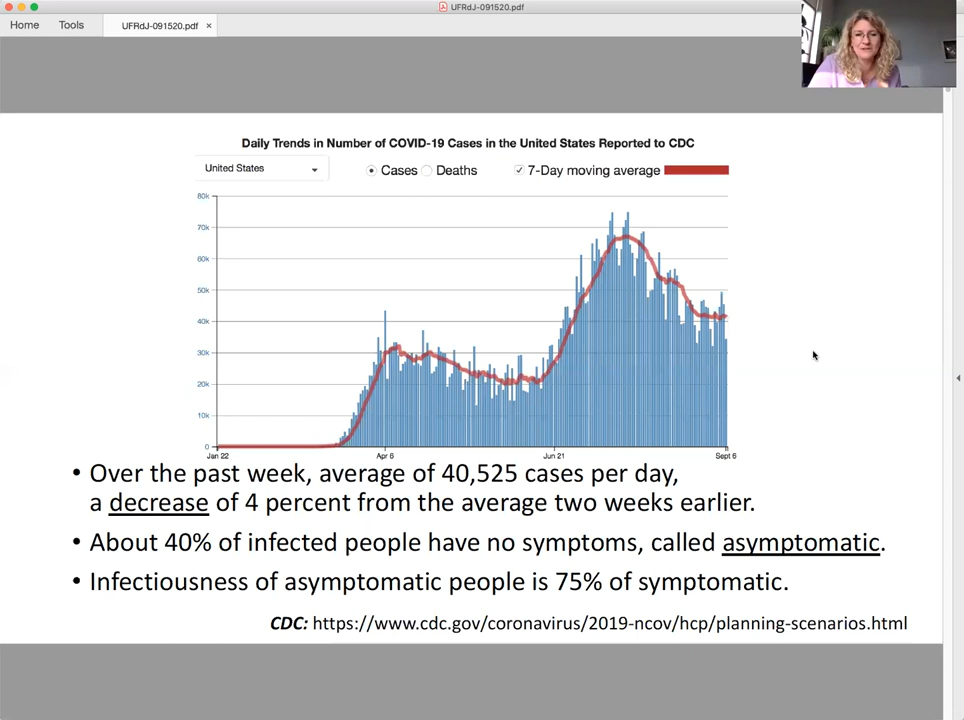 UFRdJ-091520.pdf
Home Tools UFRdJ-091520.pdf ×
Daily Trends in Number of COVID-19 Cases in the United States Reported to CDC
United States Cases Deaths 7-Day moving average
80k
70k
60k
50k
40k
30k
20k
10k
0
Jan 22 Apr 6 Jun 21 Sept 6
• Over the past week, average of 40,525 cases per day,
a decrease of 4 percent from the average two weeks earlier.
• About 40% of infected people have no symptoms, called asymptomatic.
• Infectiousness of asymptomatic people is 75% of symptomatic.
CDC: https://www.cdc.gov/coronavirus/2019-ncov/hcp/planning-scenarios.html